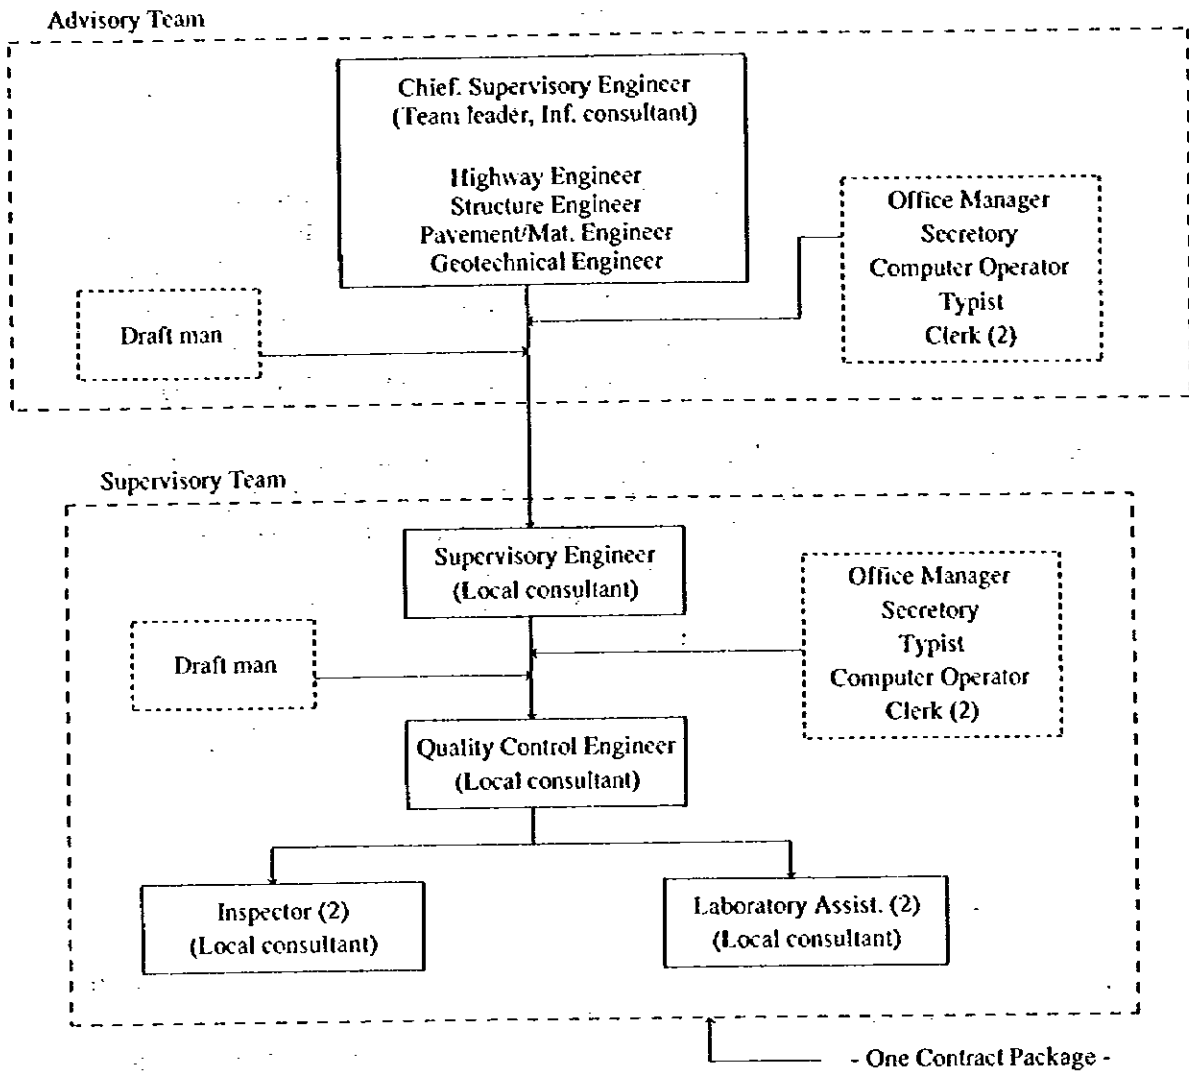 Advisory Team
Chief. Supervisory Engineer
(Team leader, Inf. consultant)
Highway Engineer
Structure Engineer
Pavement/Mat. Engineer
Geotechnical Engineer
Office Manager
Secretory
Computer Operator
Typist
Clerk (2)
Draft man
Supervisory Team
Supervisory Engineer
(Local consultant)
Office Manager
Secretory
Typist
Computer Operator
Clerk (2)
Draft man
Quality Control Engineer
(Local consultant)
Inspector (2)
(Local consultant)
Laboratory Assist. (2)
(Local consultant)
- One Contract Package -